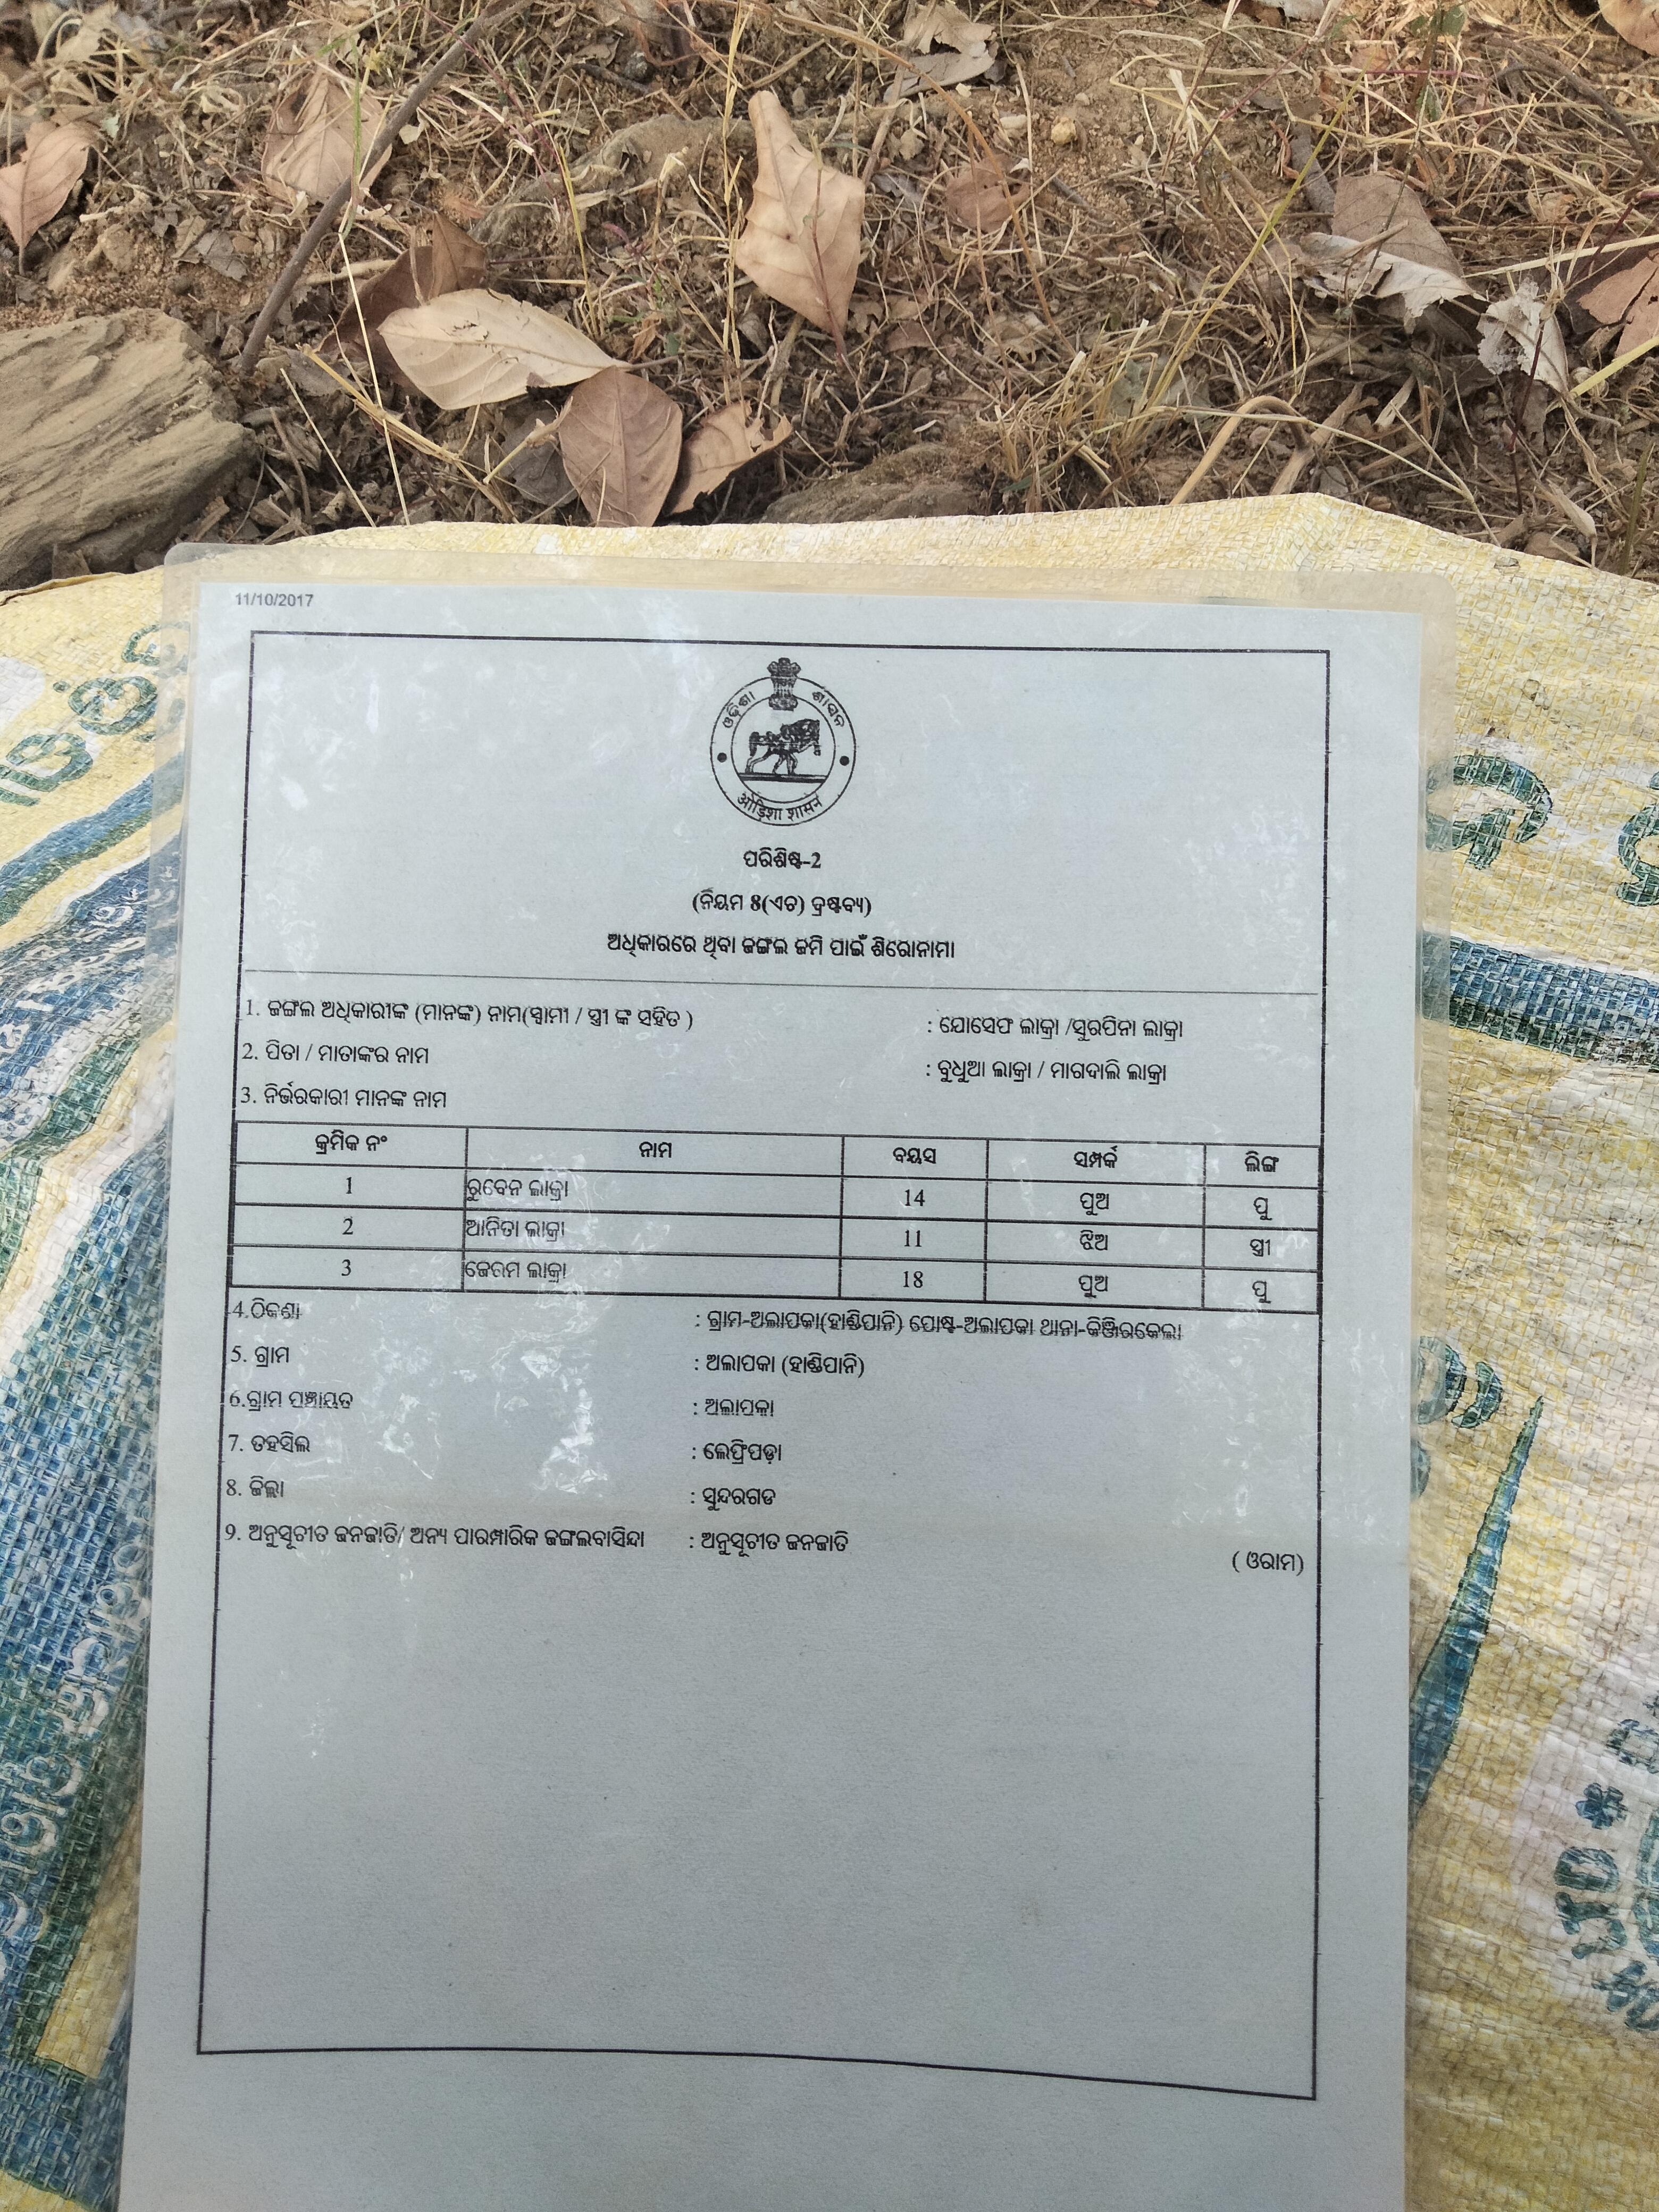 11/10/2017
ଓଡ଼ିଶା ଶାସନ
ओड़िशा शासन
ପରିଶିଷ୍ଟ-2
(ନିୟମ 8(ଏଚ) ଦ୍ରଷ୍ଟବ୍ୟ)
ଅଧିକାରରେ ଥିବା ଜଙ୍ଗଲ ଜମି ପାଇଁ ଶିରୋନାମା
1. ଜଙ୍ଗଲ ଅଧିକାରୀଙ୍କ (ମାନଙ୍କ) ନାମ(ସ୍ୱାମୀ / ସ୍ତ୍ରୀ ଙ୍କ ସହିତ ) : ଯୋସେଫ ଲାକ୍ରା /ସୁରପିନା ଲାକ୍ରା
2. ପିତା / ମାତାଙ୍କର ନାମ : ବୁଧୁଆ ଲାକ୍ରା / ମାଗଦାଲି ଲାକ୍ରା
3. ନିର୍ଭରକାରୀ ମାନଙ୍କ ନାମ
କ୍ରମିକ ନଂ ନାମ ବୟସ ସମ୍ପର୍କ ଲିଙ୍ଗ
1 ରୁବେନ ଲାକ୍ରା 14 ପୁଅ ପୁ
2 ଆନିତା ଲାକ୍ରା 11 ଝିଅ ସ୍ତ୍ରୀ
3 ଜେରମ ଲାକ୍ରା 18 ପୁଅ ପୁ
4.ଠିକଣା : ଗ୍ରାମ-ଅଲାପକା(ହାଣ୍ଡିପାନି) ପୋଷ୍ଟ-ଅଲାପକା ଥାନା-କିଞ୍ଜିରକେଲା
5. ଗ୍ରାମ : ଅଲାପକା (ହାଣ୍ଡିପାନି)
6.ଗ୍ରାମ ପଞ୍ଚାୟତ : ଅଲାପକା
7. ତହସିଲ : ଲେଫ୍ରିପଡ଼ା
8. ଜିଲ୍ଲା : ସୁନ୍ଦରଗଡ
9. ଅନୁସୂଚୀତ ଜନଜାତି/ ଅନ୍ୟ ପାରମ୍ପାରିକ ଜଙ୍ଗଲବାସିନ୍ଦା : ଅନୁସୂଚୀତ ଜନଜାତି
( ଓରାମ)